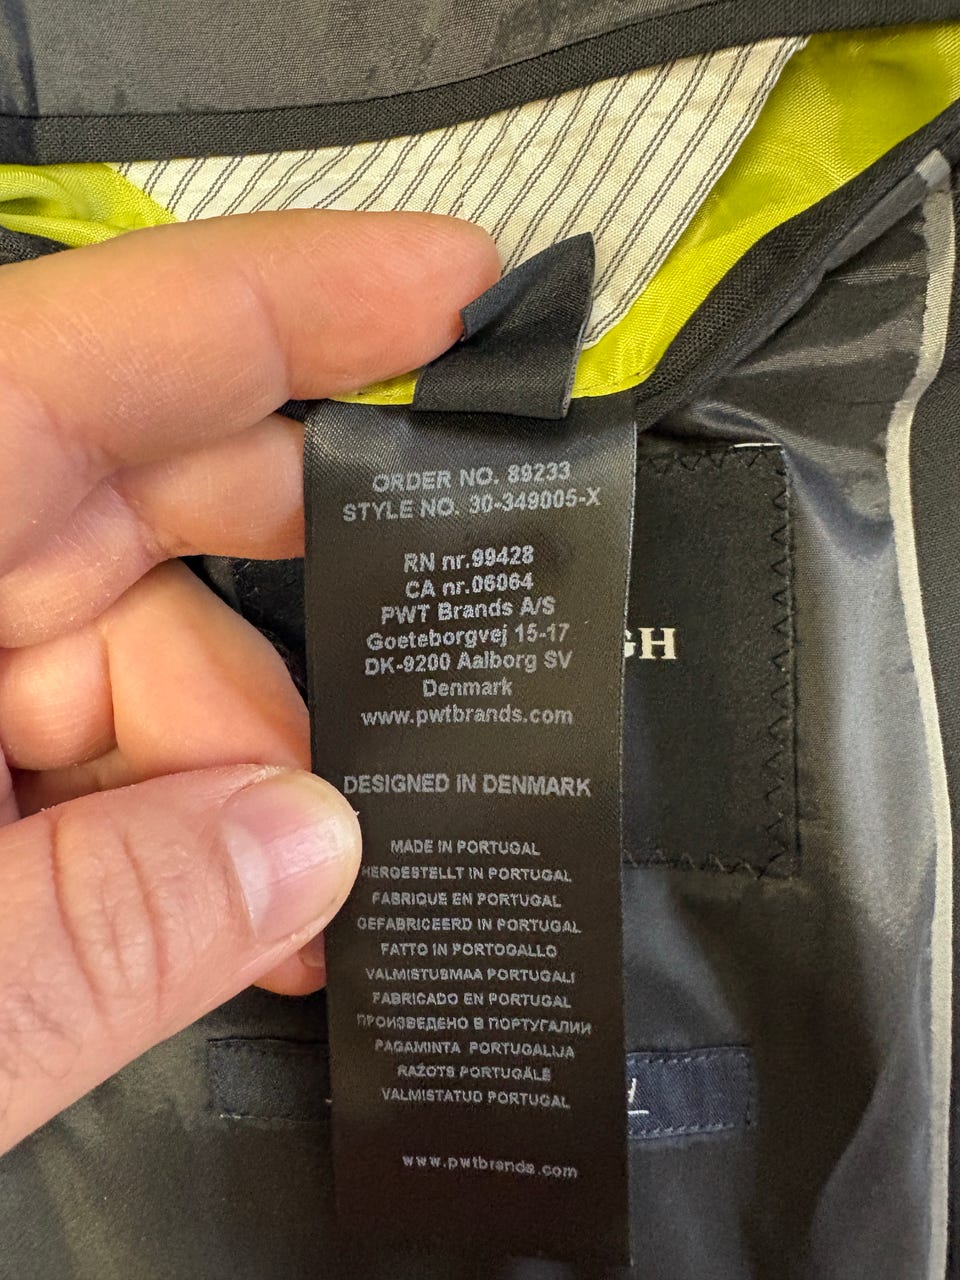 ORDER NO. 89233
STYLE NO. 30-349005-X
RN nr.99428
CA nr.06064
PWT Brands A/S
Goeteborgvej 15-17
DK-9200 Aalborg SV
Denmark
www.pwtbrands.com
GH
DESIGNED IN DENMARK
MADE IN PORTUGAL
HERGESTELLT IN PORTUGAL
FABRIQUE EN PORTUGAL
GEFABRICEERD IN PORTUGAL
FATTO IN PORTOGALLO
VALMISTUSMAA PORTUGALI
FABRICADO EN PORTUGAL
ПРОИЗВЕДЕНО В ПОРТУГАЛИИ
PAGAMINTA PORTUGALIJA
RAŽOTS PORTUGĀLE
VALMISTATUD PORTUGAL
www.pwtbrands.com